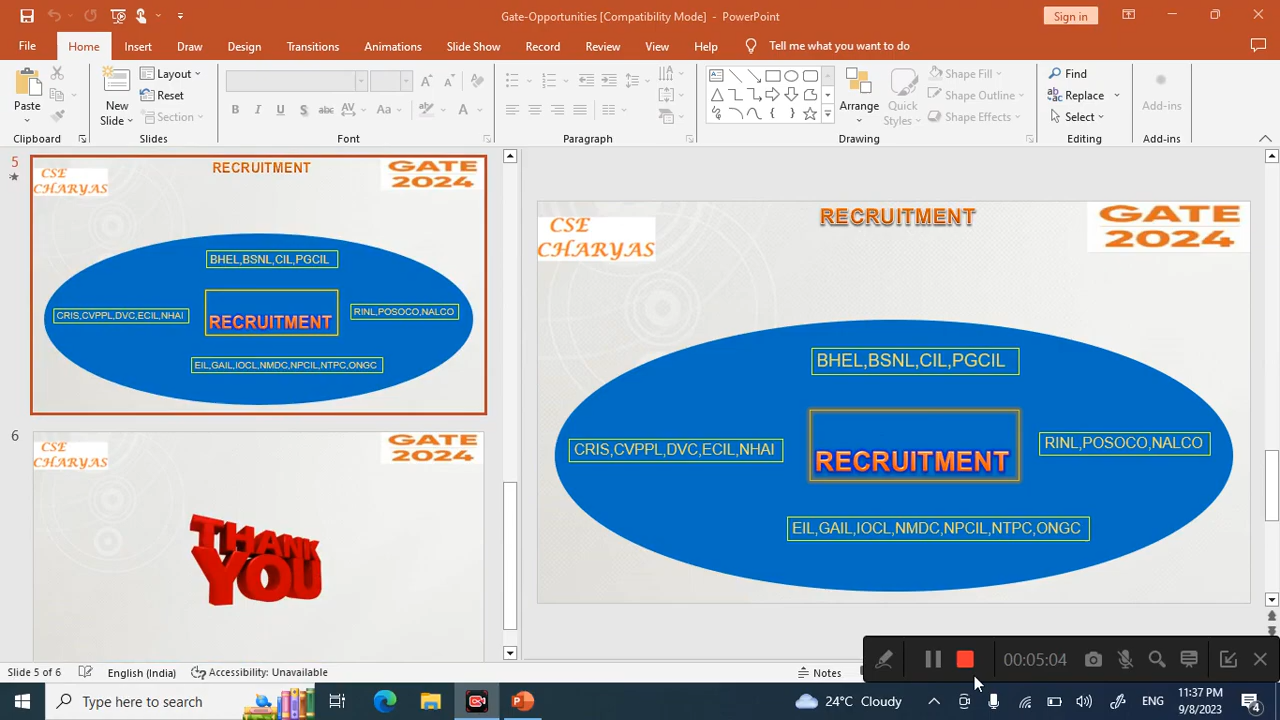 Gate-Opportunities [Compatibility Mode] - PowerPoint
Sign in
File Home Insert Draw Design Transitions Animations Slide Show Record Review View Help Tell me what you want to do
Paste
New
Slide
Layout
Reset
Section
Arrange
Quick
Styles
Shape Fill
Shape Outline
Shape Effects
Find
Replace
Select
Add-ins
Clipboard Slides Font Paragraph Drawing Editing Add-ins
5
CSE
CHARYAS
RECRUITMENT
GATE
2024
BHEL,BSNL,CIL,PGCIL
CRIS,CVPPL,DVC,ECIL,NHAI
RECRUITMENT
RINL,POSOCO,NALCO
EIL,GAIL,IOCL,NMDC,NPCIL,NTPC,ONGC
6
CSE
CHARYAS
GATE
2024
THANK
YOU
CSE
CHARYAS
RECRUITMENT
GATE
2024
BHEL,BSNL,CIL,PGCIL
CRIS,CVPPL,DVC,ECIL,NHAI
RECRUITMENT
RINL,POSOCO,NALCO
EIL,GAIL,IOCL,NMDC,NPCIL,NTPC,ONGC
00:05:04
Slide 5 of 6 English (India) Accessibility: Unavailable Notes
Type here to search
24°C Cloudy
ENG
11:37 PM
9/8/2023
4